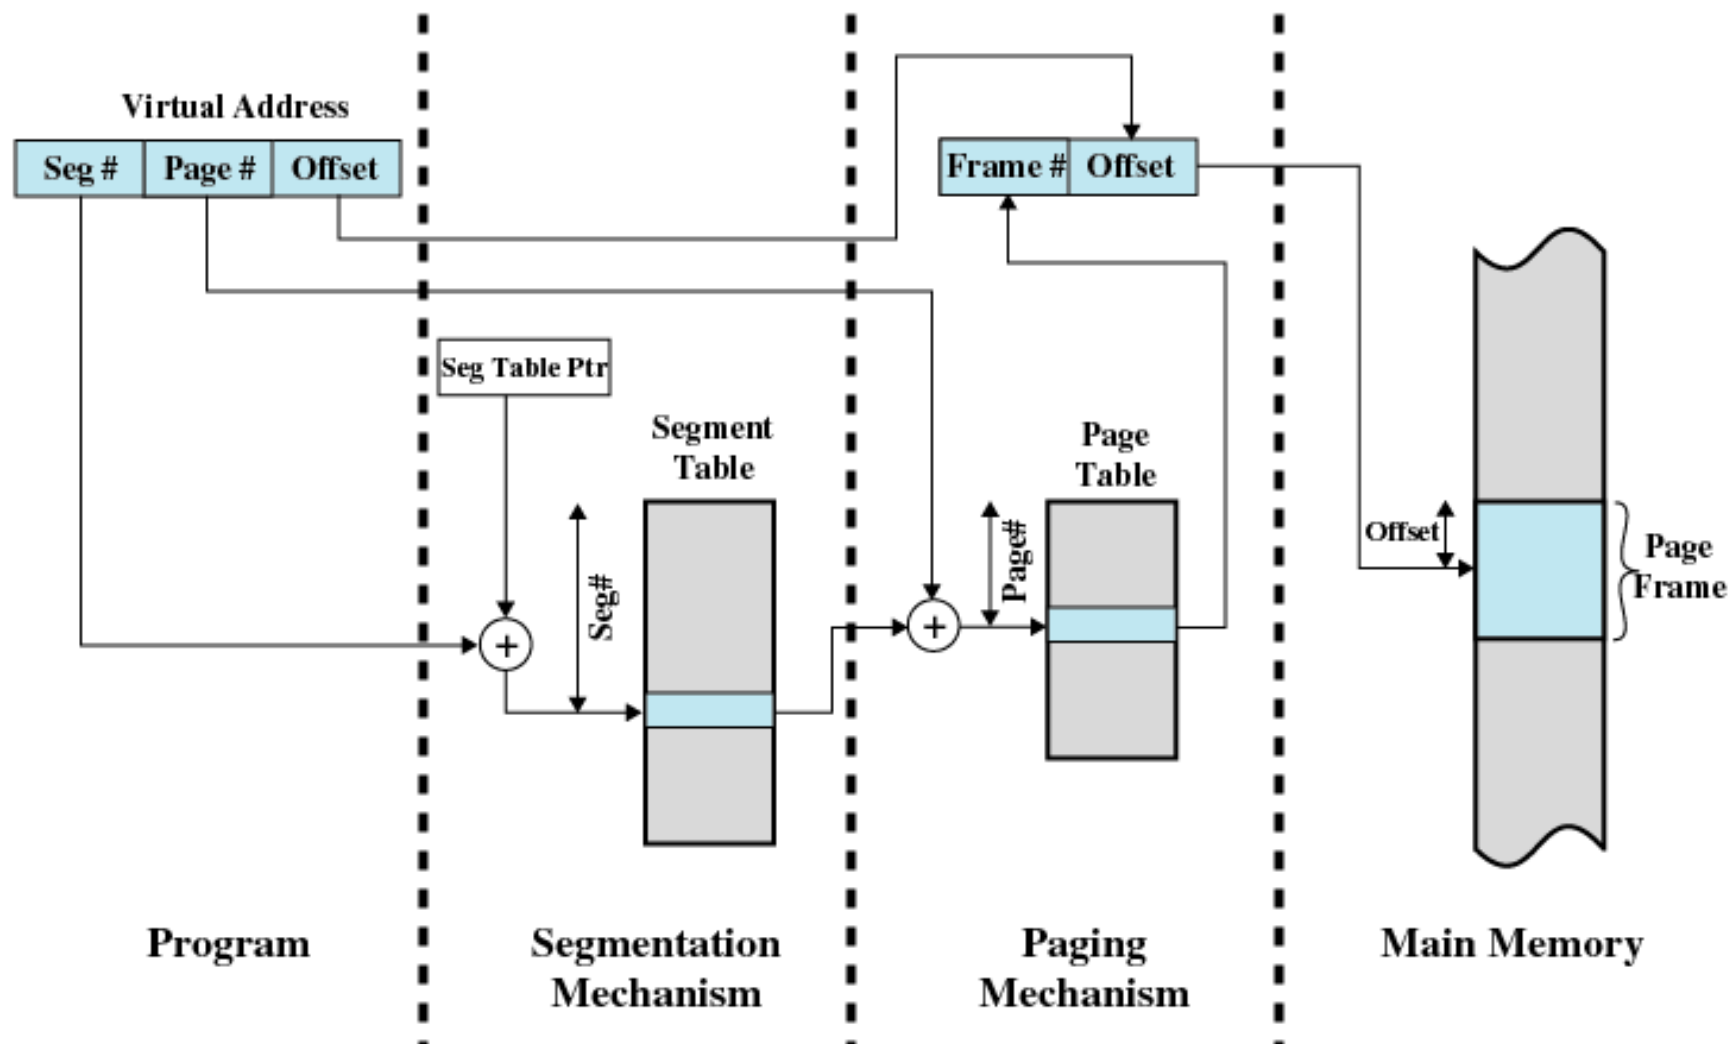 Virtual Address
Seg #
Page #
Offset
Frame #
Offset
Seg Table Ptr
Segment
Table
Page
Table
Seg#
Page#
+
+
Offset
Page
Frame
Program
Segmentation
Mechanism
Paging
Mechanism
Main Memory